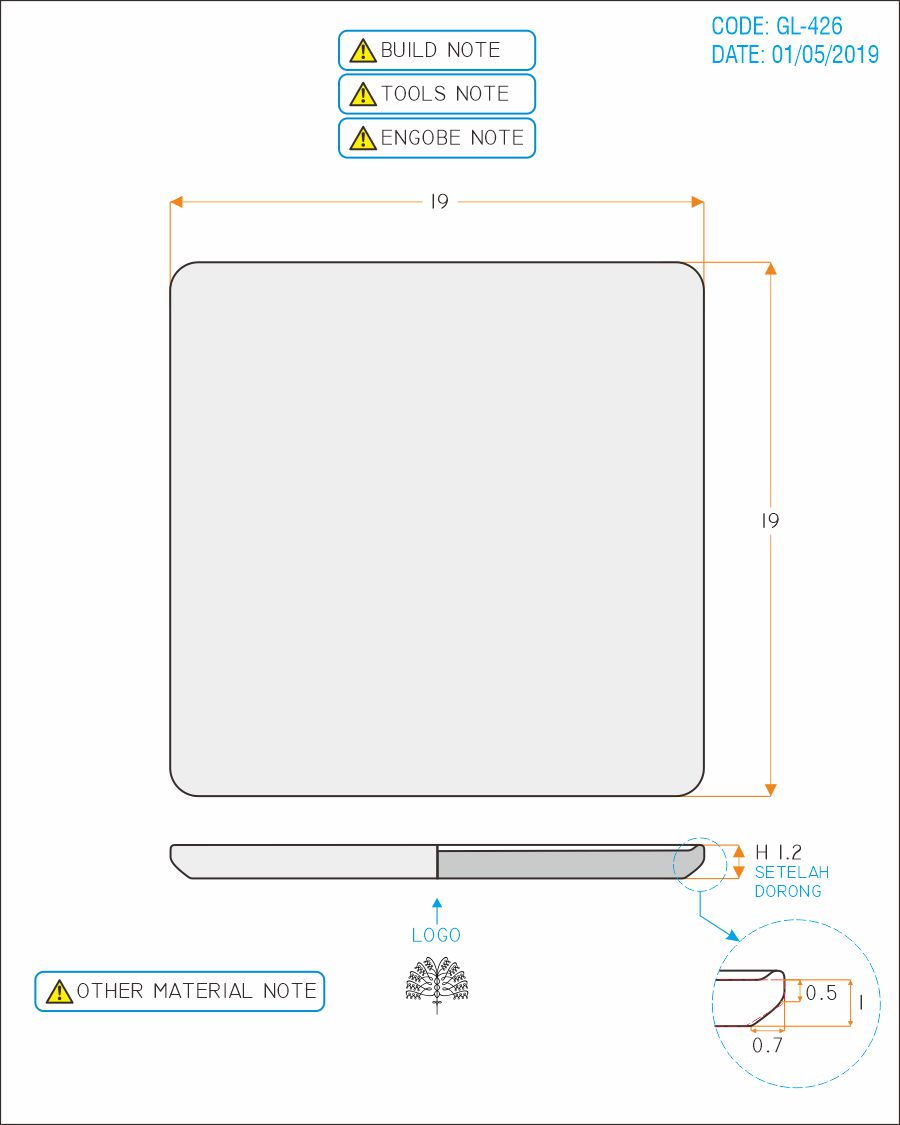 CODE: GL-426
DATE: 01/05/2019
BUILD NOTE
TOOLS NOTE
ENGOBE NOTE
19
19
H 1.2
SETELAH
DORONG
LOGO
OTHER MATERIAL NOTE
0.5
1
0.7